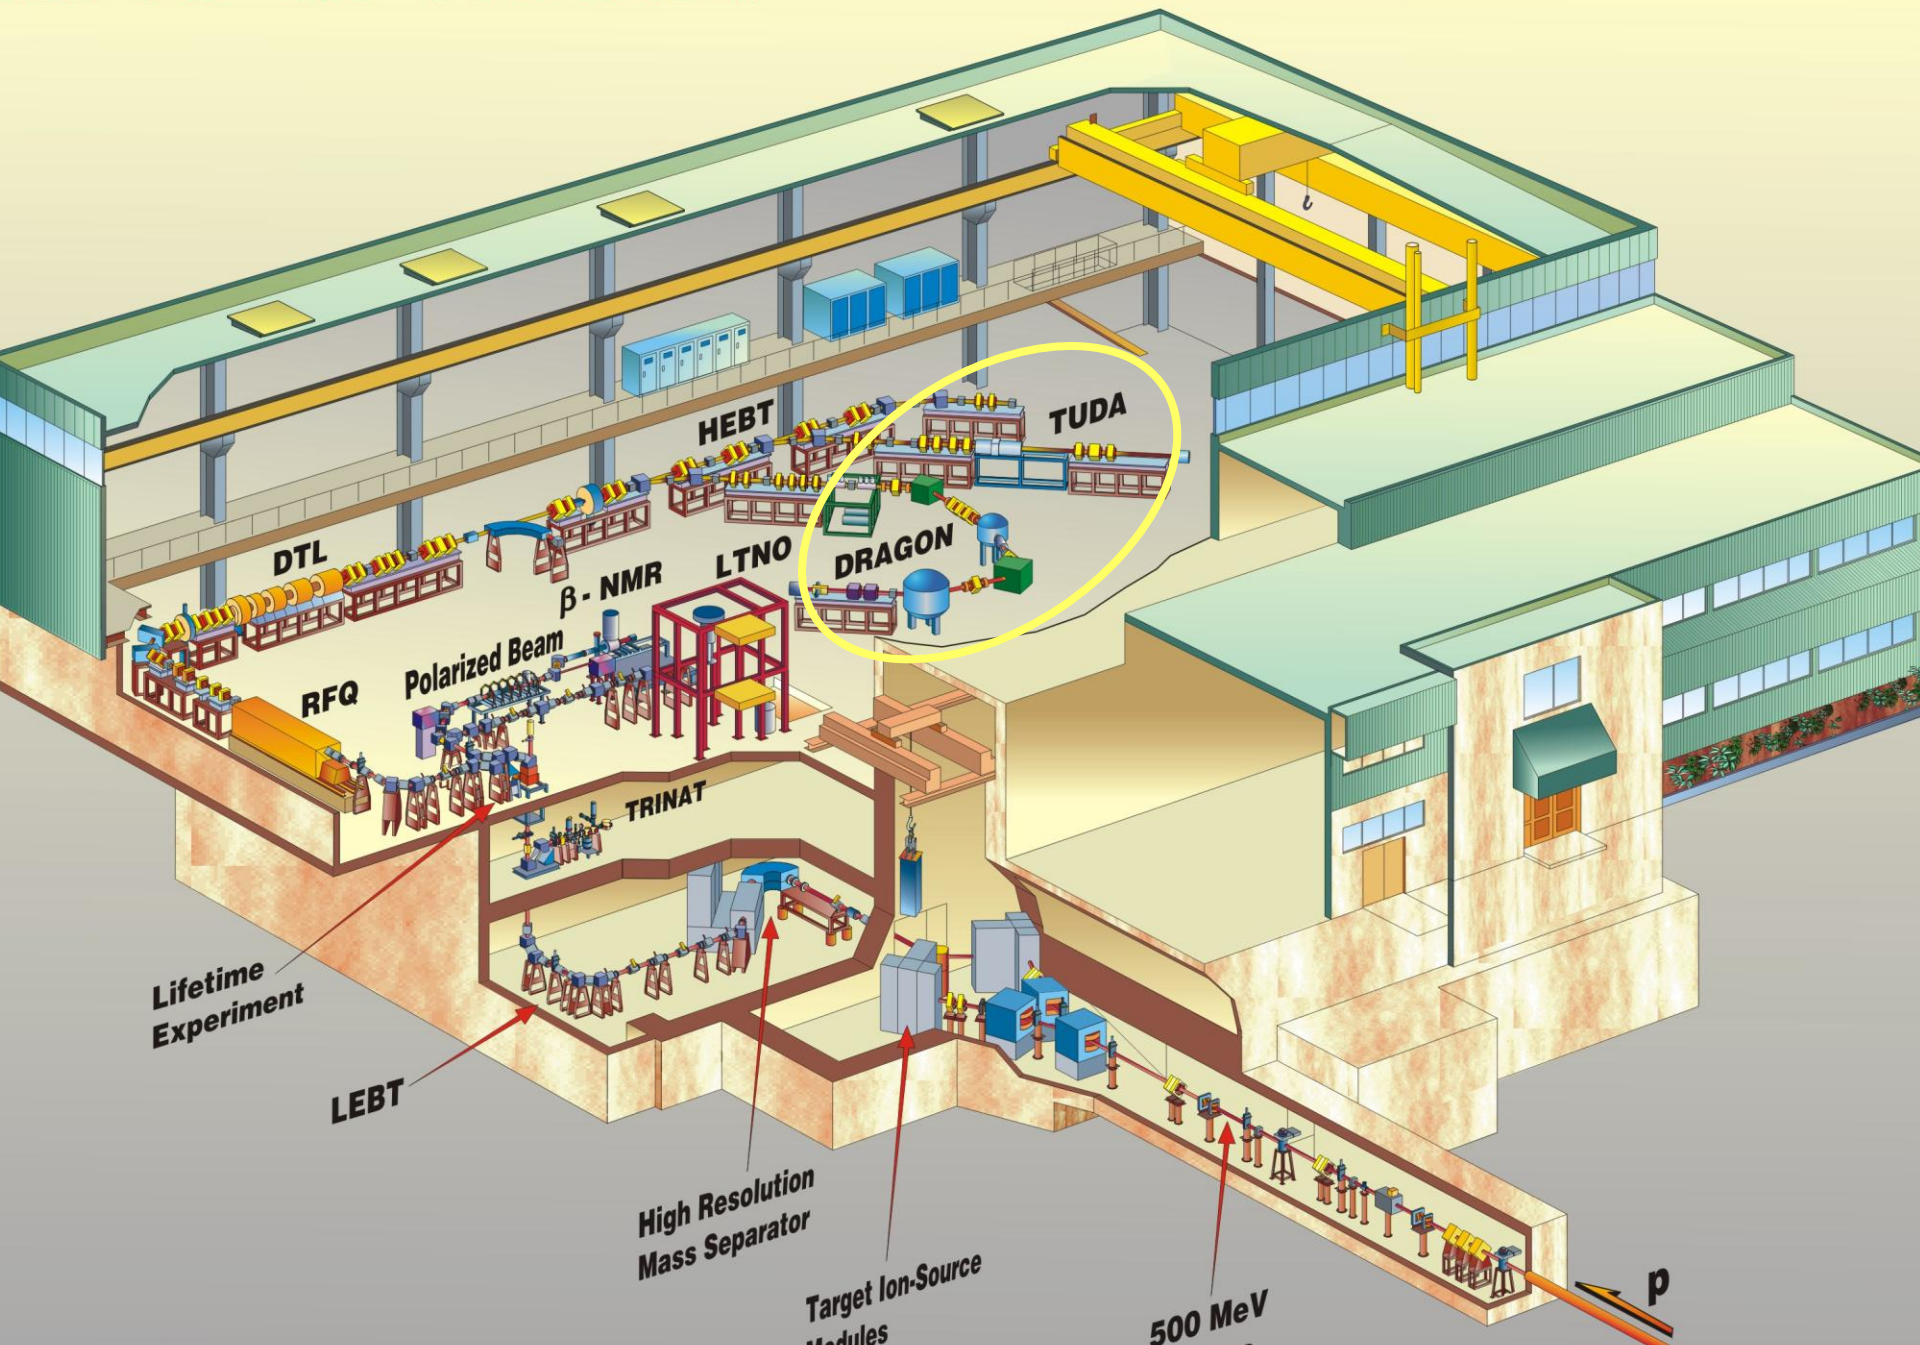 TUDA
HEBT
DTL
LTNO
DRAGON
β - NMR
Polarized Beam
RFQ
TRINAT
Lifetime
Experiment
LEBT
High Resolution
Mass Separator
Target Ion-Source
Modules
500 MeV
p